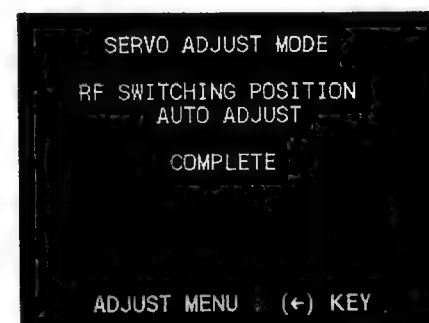 SERVO ADJUST MODE
RF SWITCHING POSITION
AUTO ADJUST
COMPLETE
ADJUST MENU : (←) KEY